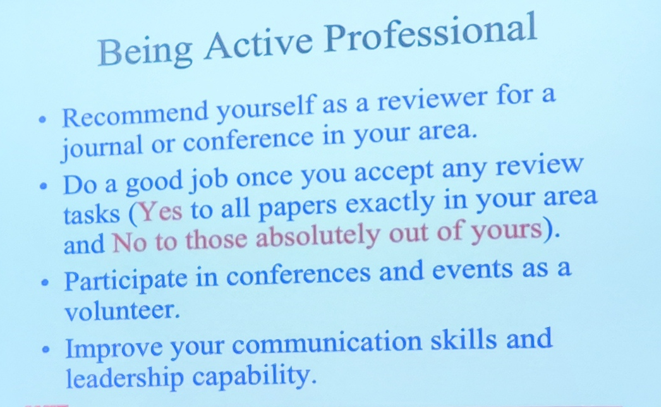 Being Active Professional
• Recommend yourself as a reviewer for a
journal or conference in your area.
• Do a good job once you accept any review
tasks (Yes to all papers exactly in your area
and No to those absolutely out of yours).
• Participate in conferences and events as a
volunteer.
• Improve your communication skills and
leadership capability.